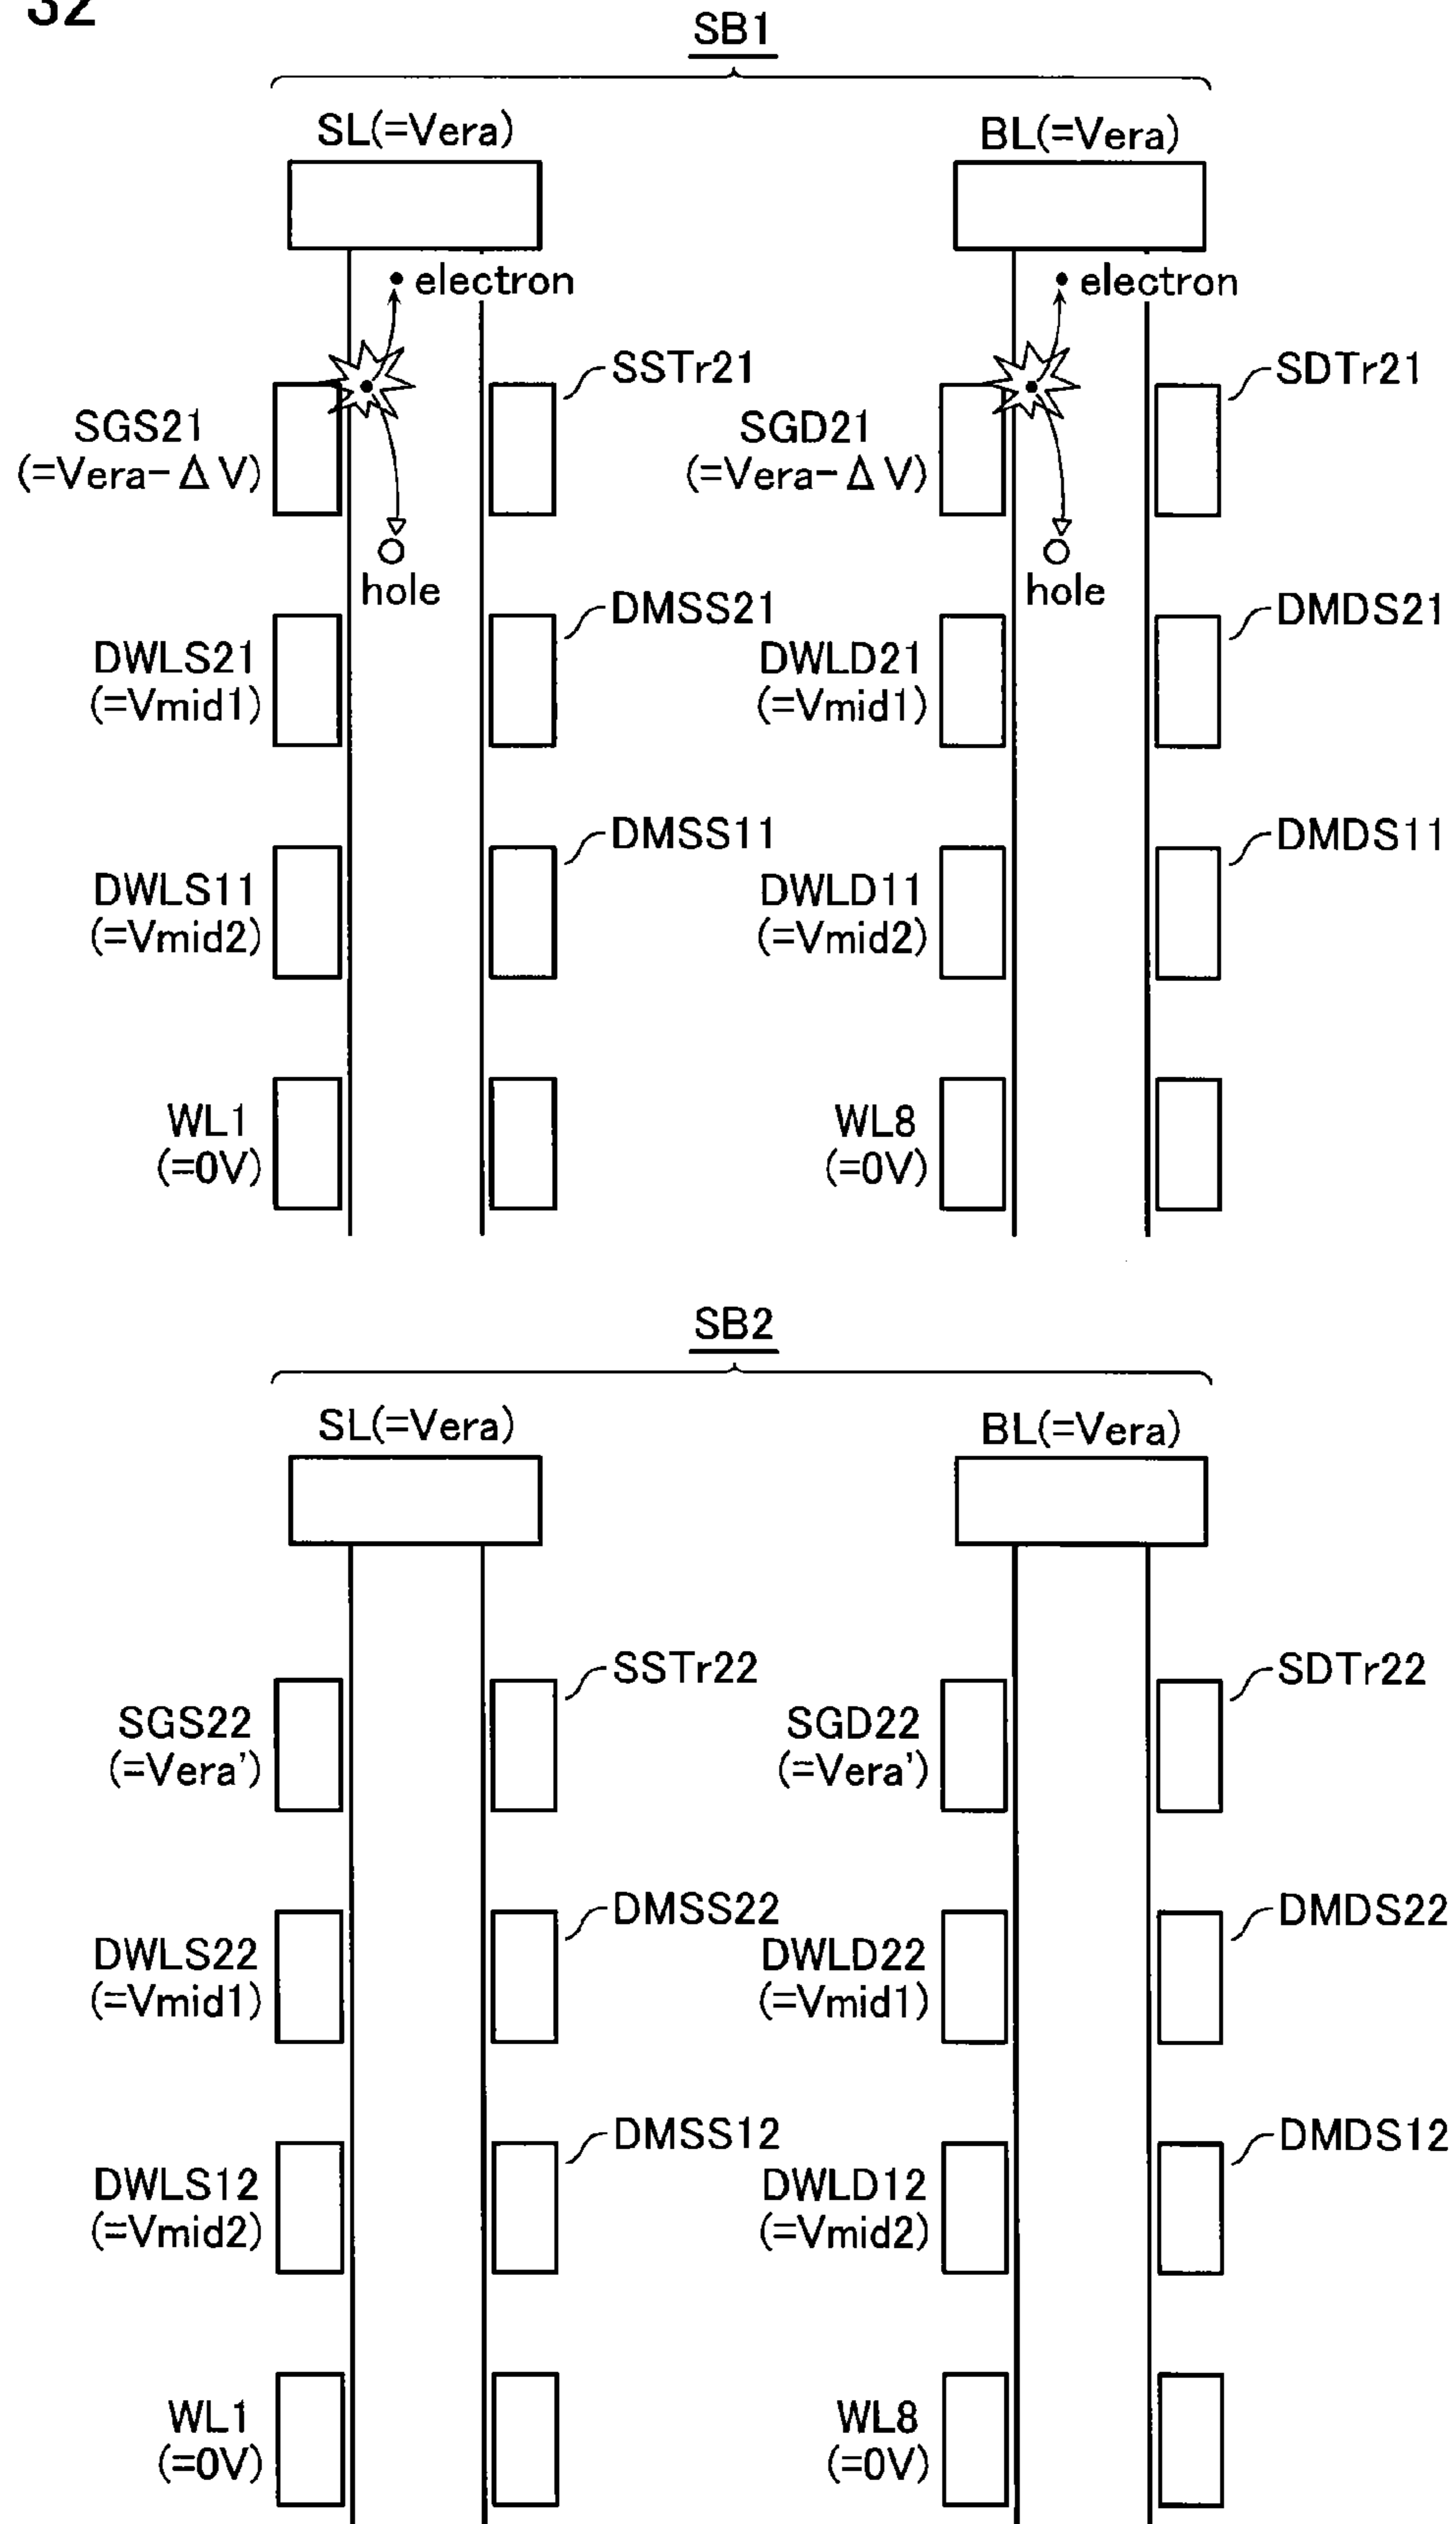 32
SB1
SL(=Vera)
BL(=Vera)
electron
electron
SSTr21
SDTr21
SGS21
(=Vera-ΔV)
SGD21
(=Vera-ΔV)
hole
hole
DMSS21
DMDS21
DWLS21
(=Vmid1)
DWLD21
(=Vmid1)
DMSS11
DMDS11
DWLS11
(=Vmid2)
DWLD11
(=Vmid2)
WL1
(=0V)
WL8
(=0V)
SB2
SL(=Vera)
BL(=Vera)
SSTr22
SDTr22
SGS22
(=Vera')
SGD22
(=Vera')
DMSS22
DMDS22
DWLS22
(=Vmid1)
DWLD22
(=Vmid1)
DMSS12
DMDS12
DWLS12
(=Vmid2)
DWLD12
(=Vmid2)
WL1
(=0V)
WL8
(=0V)